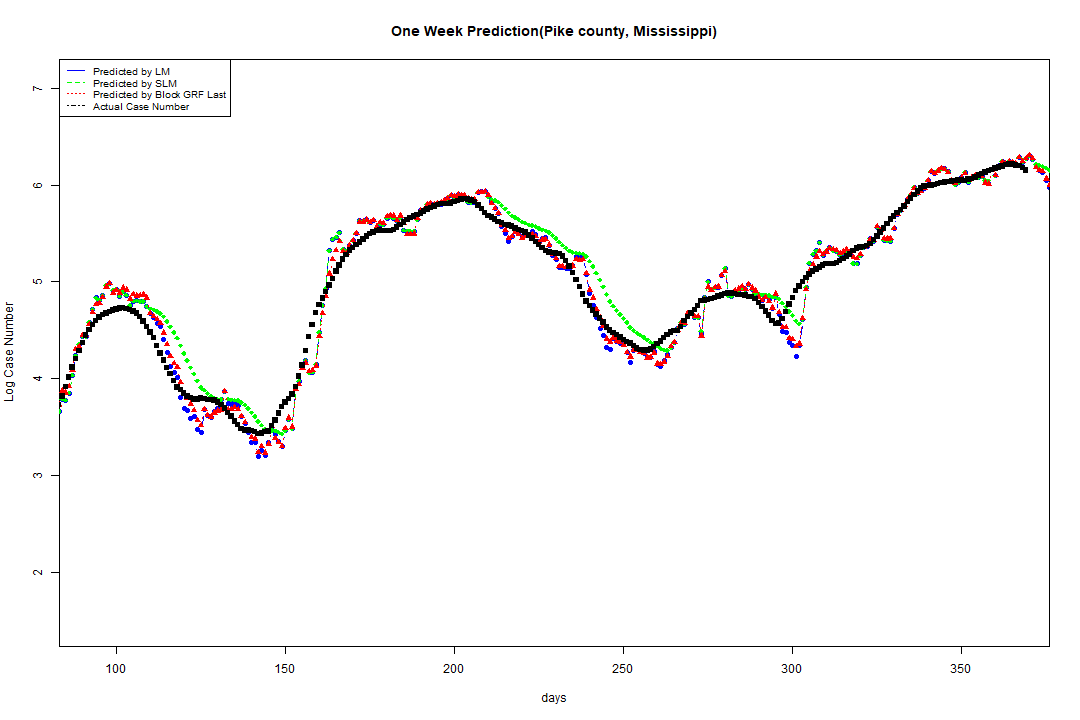 One Week Prediction(Pike county, Mississippi)
Predicted by LM
Predicted by SLM
Predicted by Block GRF Last
Actual Case Number
7
6
5
4
3
2
Log Case Number
100 150 200 250 300 350
days